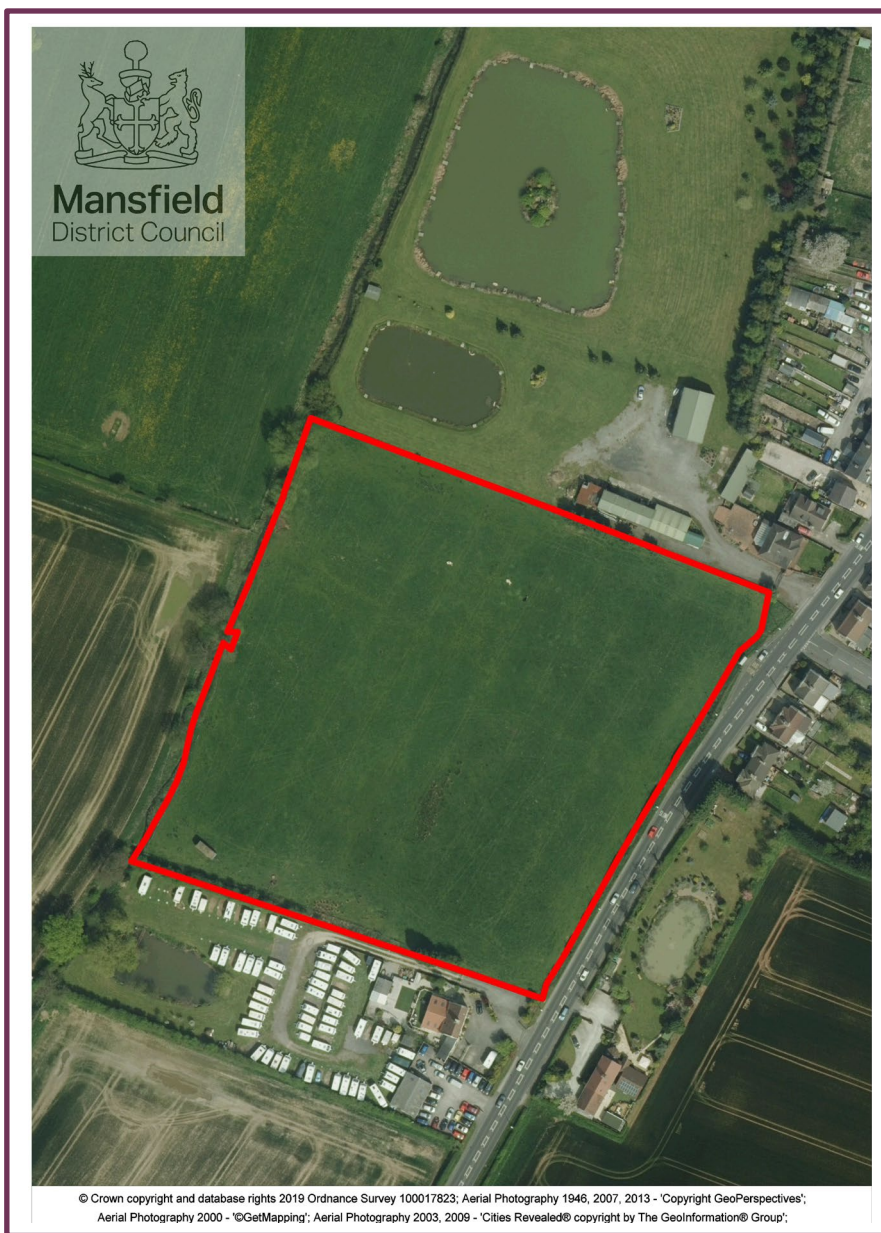 Mansfield
District Council
© Crown copyright and database rights 2019 Ordnance Survey 100017823; Aerial Photography 1946, 2007, 2013 - 'Copyright GeoPerspectives';
Aerial Photography 2000 - '©GetMapping'; Aerial Photography 2003, 2009 - 'Cities Revealed® copyright by The GeoInformation® Group';